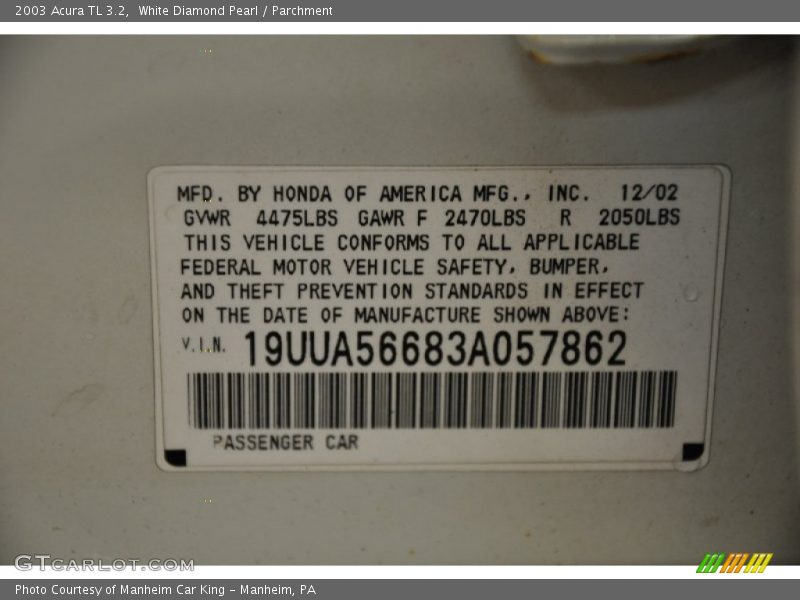 2003 Acura TL 3.2,  White Diamond Pearl / Parchment
MFD. BY HONDA OF AMERICA MFG., INC. 12/02
GVWR 4475LBS GAWR F 2470LBS R 2050LBS
THIS VEHICLE CONFORMS TO ALL APPLICABLE
FEDERAL MOTOR VEHICLE SAFETY, BUMPER,
AND THEFT PREVENTION STANDARDS IN EFFECT
ON THE DATE OF MANUFACTURE SHOWN ABOVE:
V.I.N. 19UUA56683A057862
PASSENGER CAR
GTCARLOT.COM
Photo Courtesy of Manheim Car King - Manheim, PA